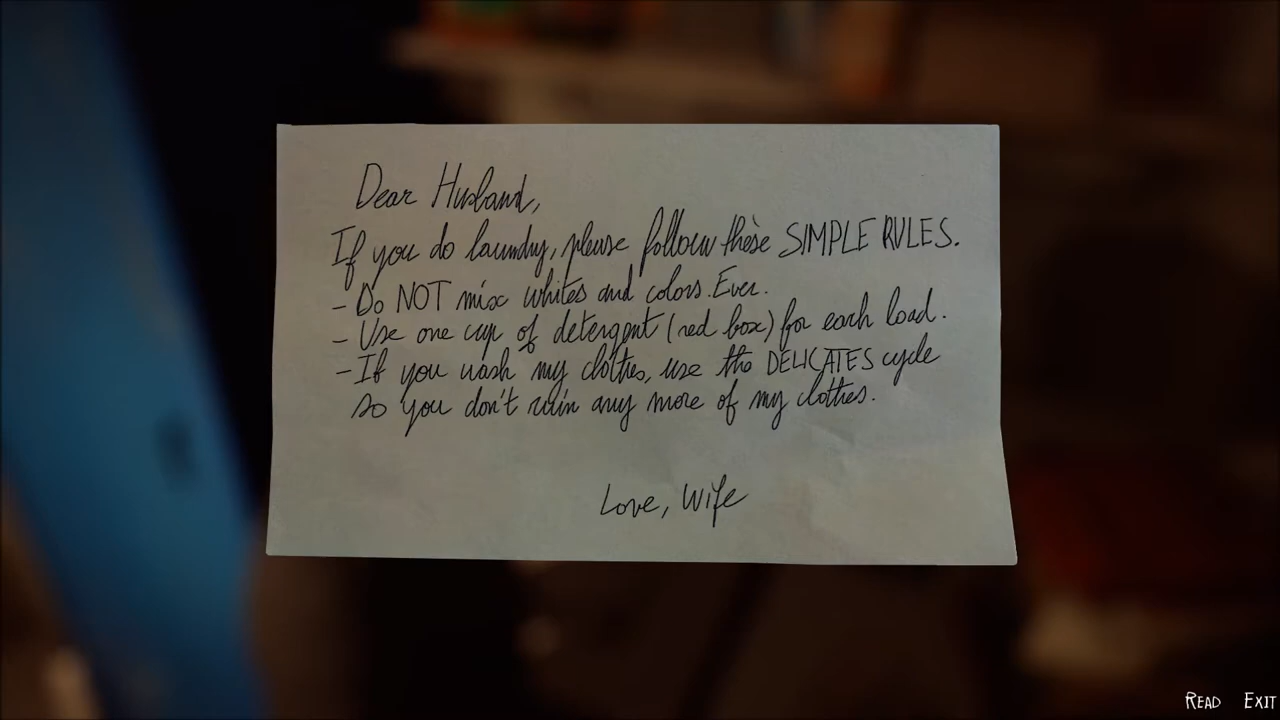 Dear Husband,
If you do laundry, please follow thèse SIMPLE RULES.
- Do NOT mix whites and colors. Ever.
- Use one cup of detergent (red box) for each load.
- If you wash my clothes, use the DELICATES cycle
so you don't ruin any more of my clothes.
Love, Wife
READ EXIT